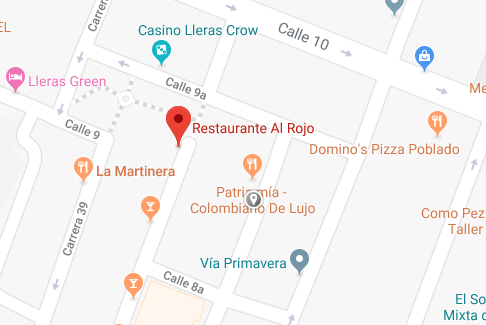 EL
Carrera
Casino Lleras Crow
Calle 10
Lleras Green
Calle 9a
Me
Calle 9
Restaurante Al Rojo
Domino's Pizza Poblado
La Martinera
Patria mía -
Colombiano De Lujo
Como Pez
Taller
Mixta
Carrera 39
Vía Primavera
Calle 8a
El So
Mixta c